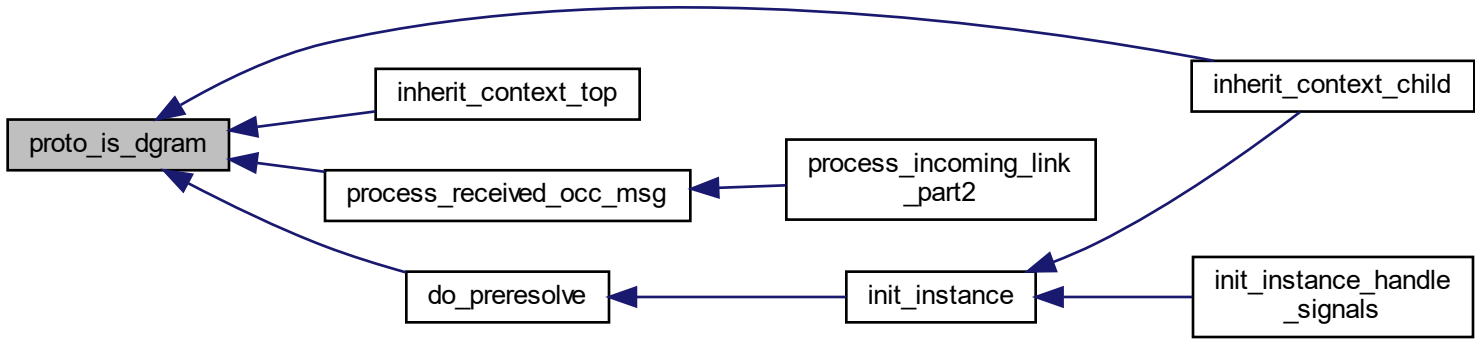 proto_is_dgram
inherit_context_top
process_received_occ_msg
do_preresolve
process_incoming_link
_part2
init_instance
inherit_context_child
init_instance_handle
_signals